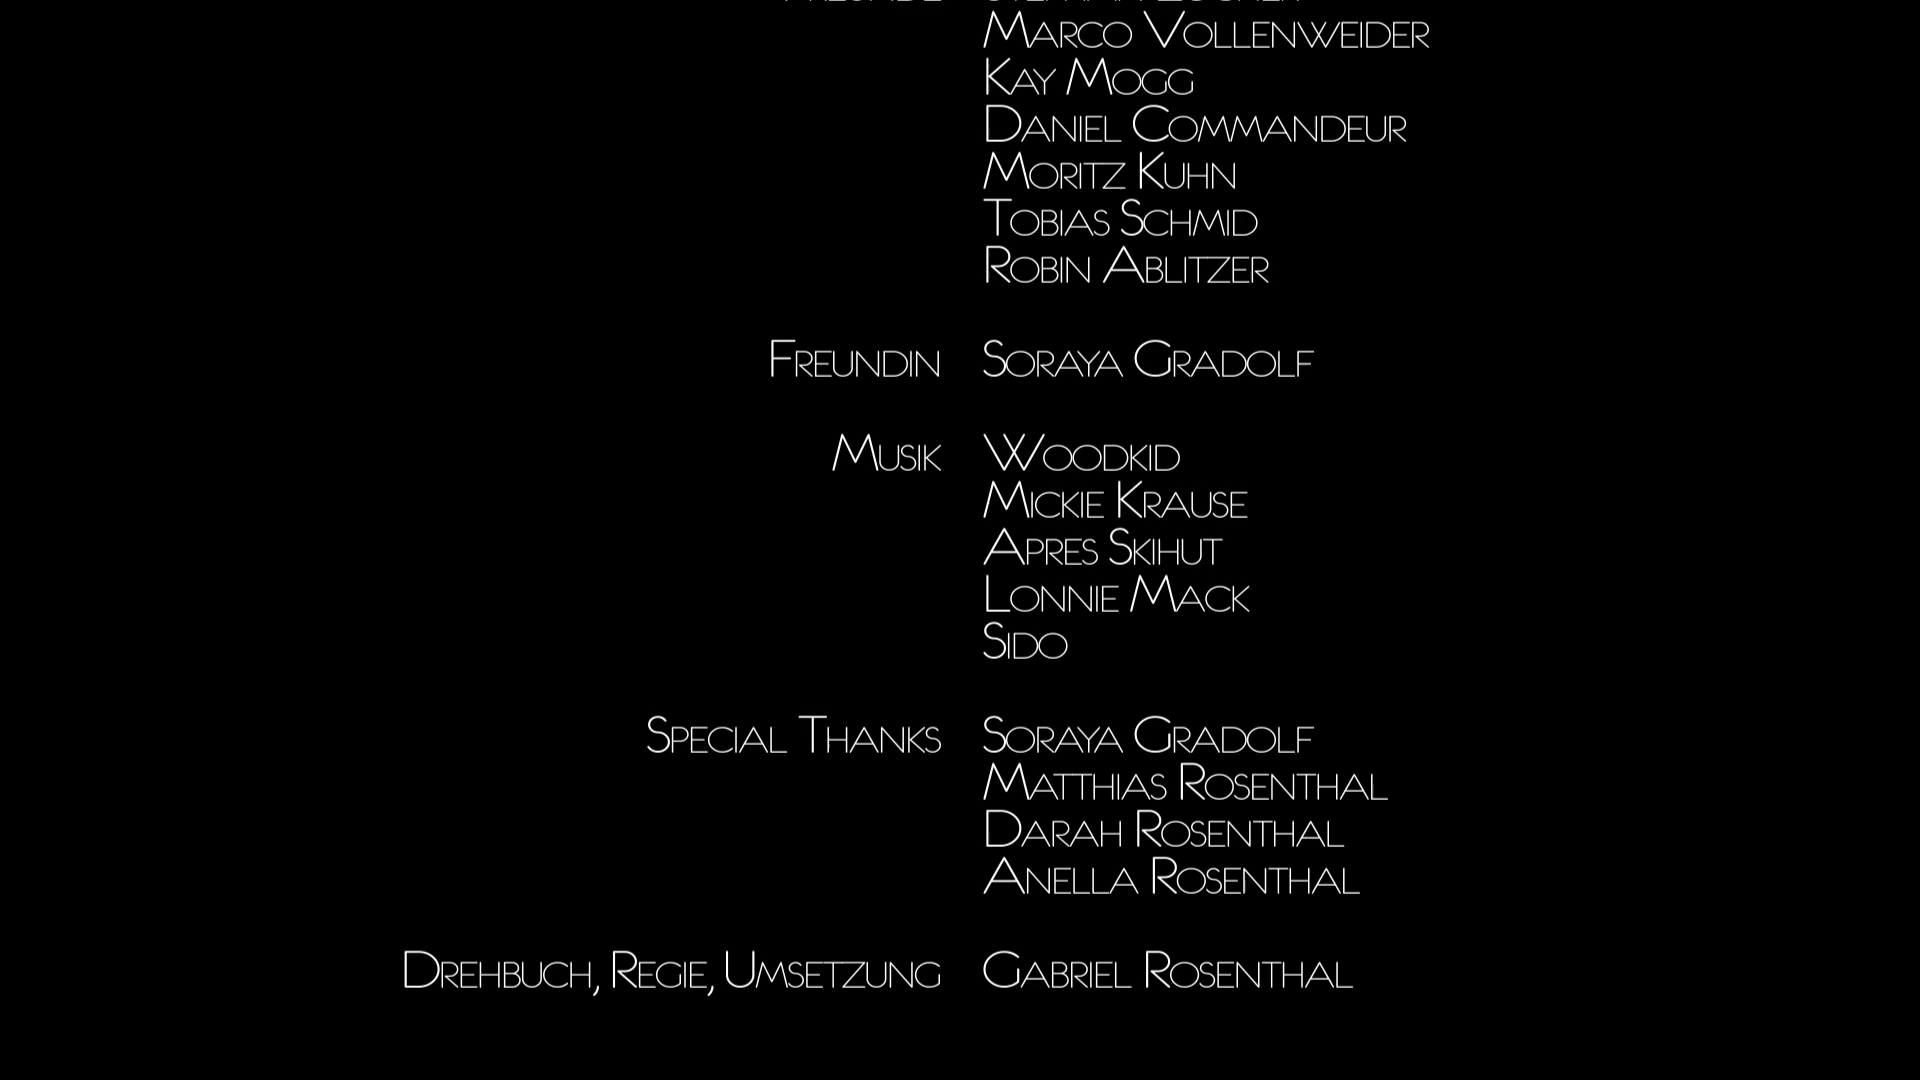 Marco Vollenweider
Kay Mogg
Daniel Commandeur
Moritz Kuhn
Tobias Schmid
Robin Ablitzer
Freundin Soraya Gradolf
Musik Woodkid
Mickie Krause
Apres Skihut
Lonnie Mack
Sido
Special Thanks Soraya Gradolf
Matthias Rosenthal
Darah Rosenthal
Anella Rosenthal
Drehbuch, Regie, Umsetzung Gabriel Rosenthal